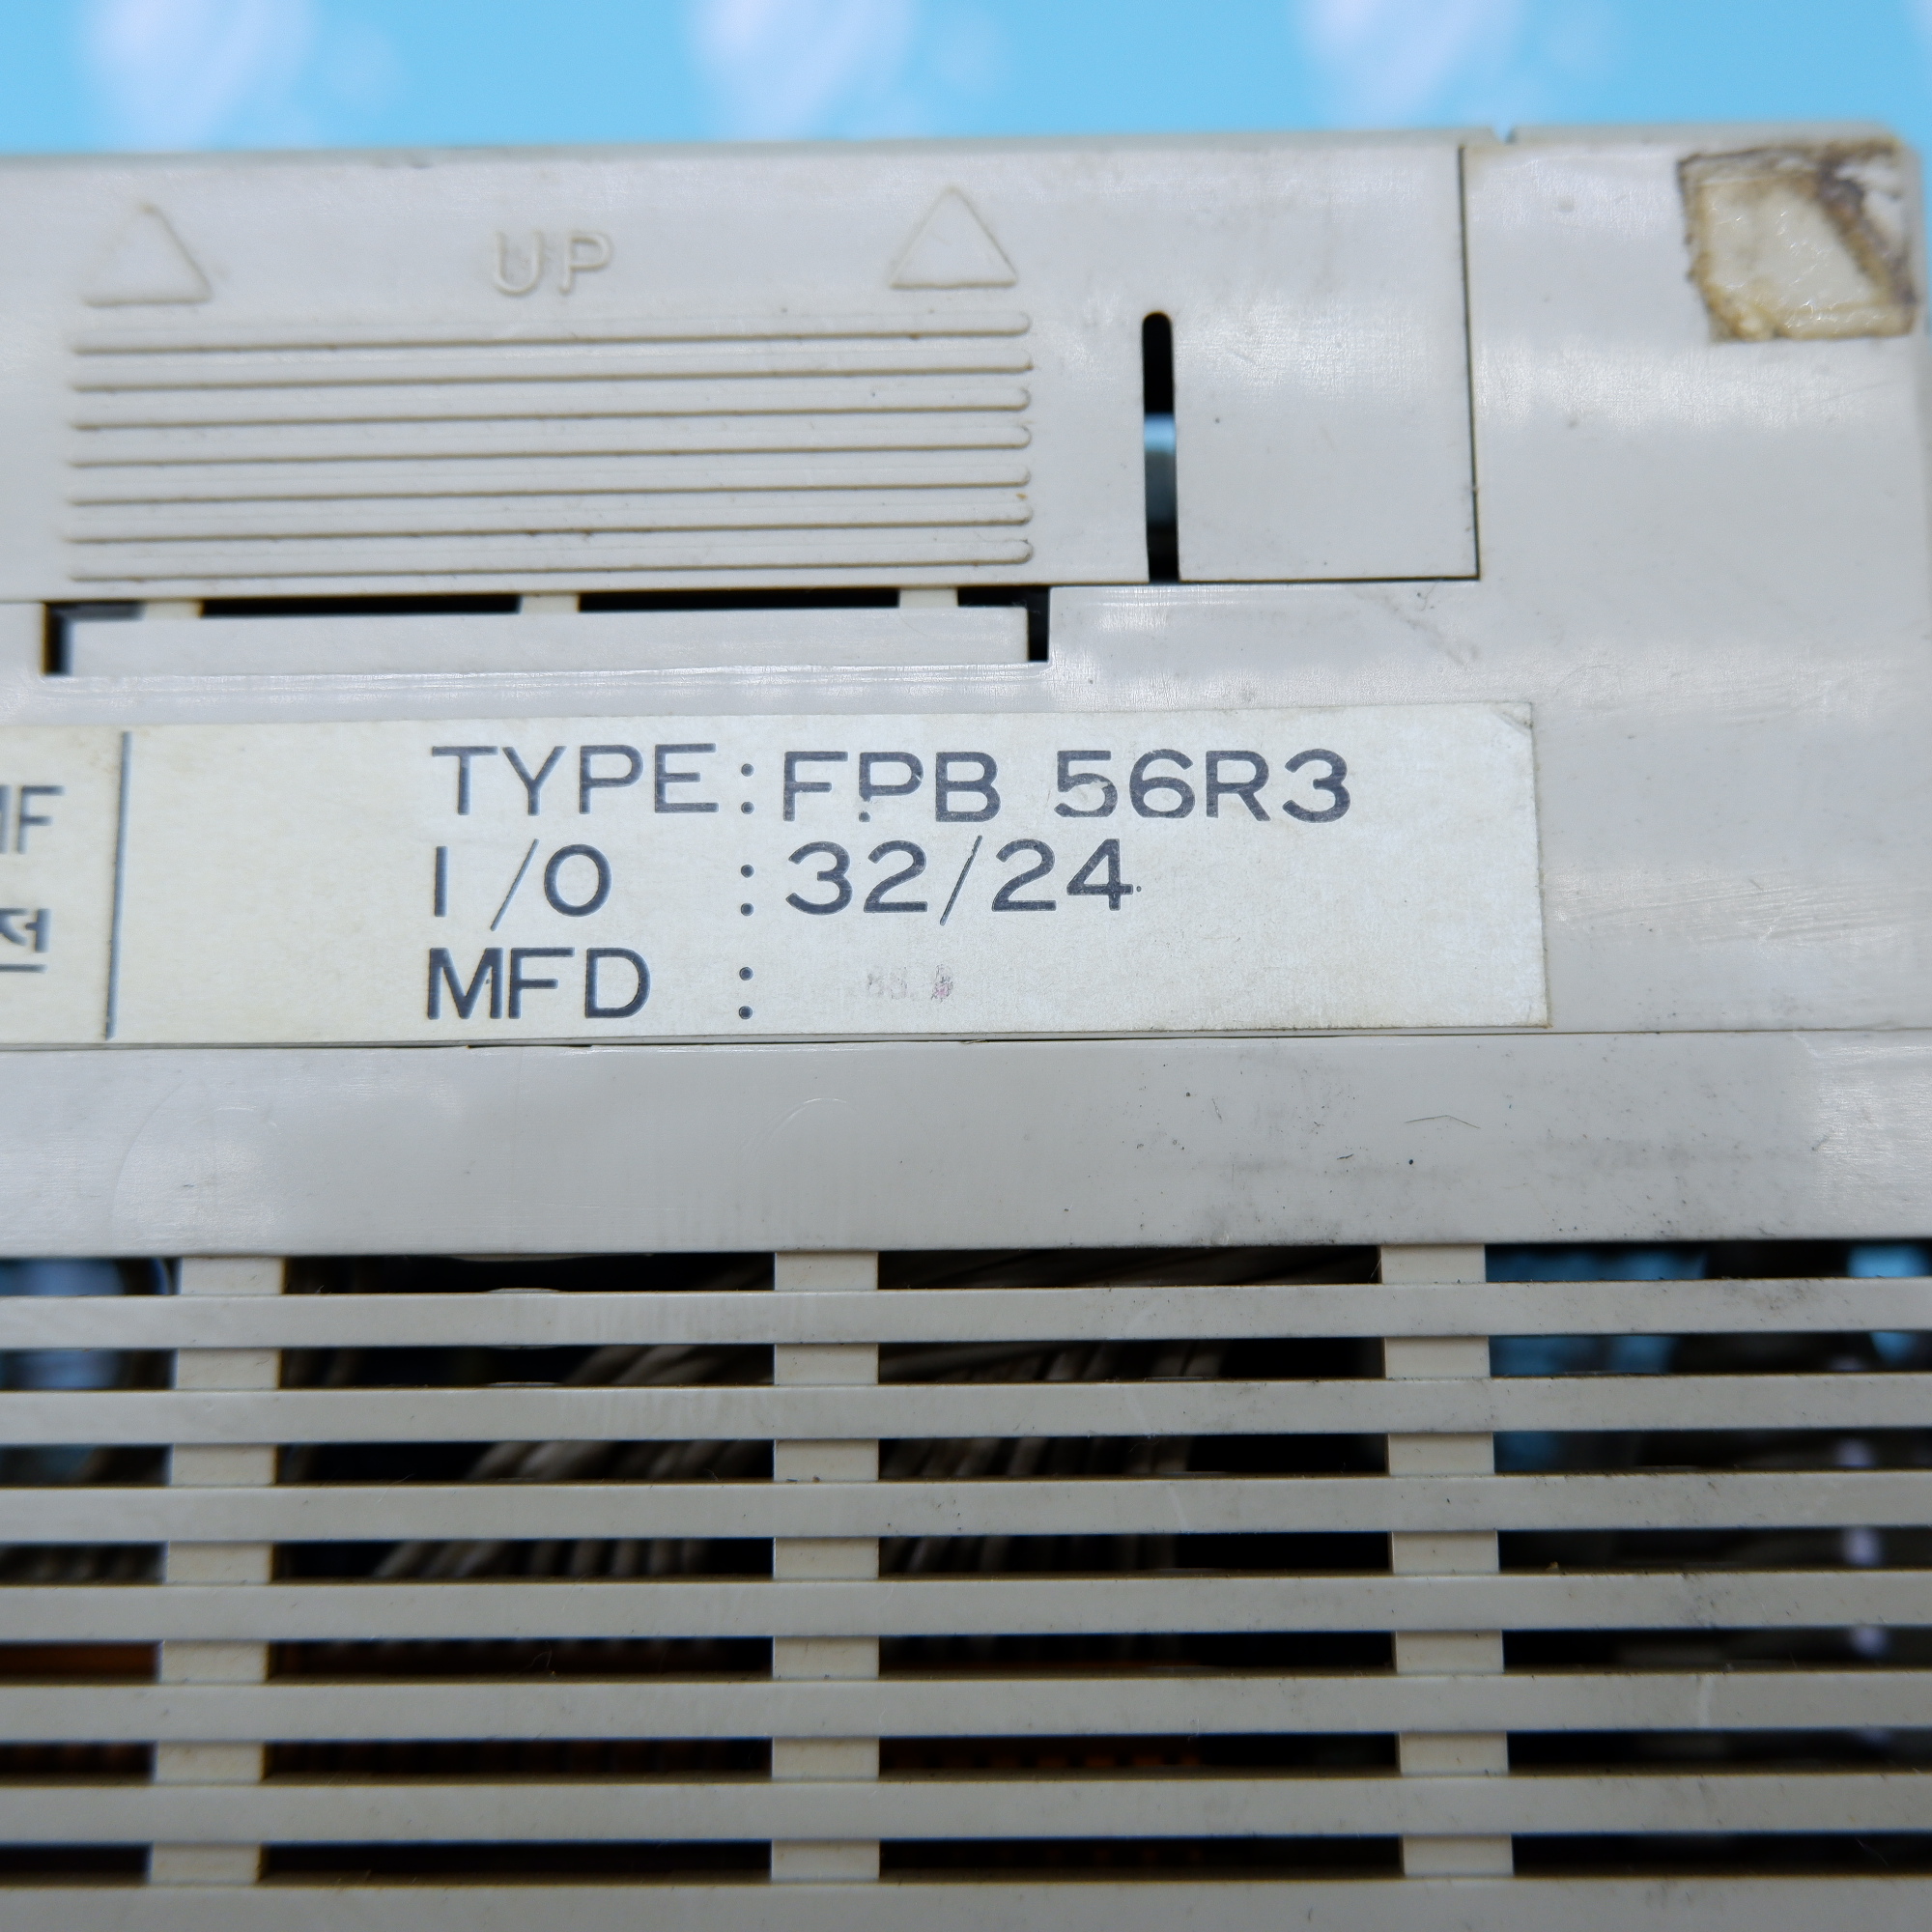 UP
TYPE : FPB 56R3
I/O : 32/24
MFD :